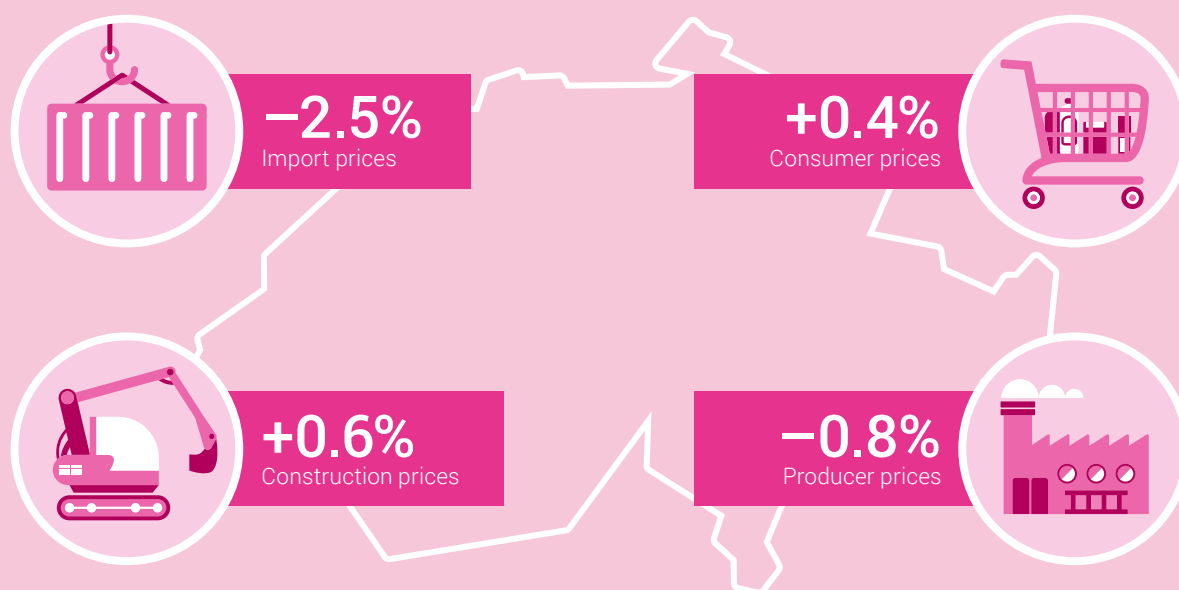 –2.5%
Import prices
+0.4%
Consumer prices
+0.6%
Construction prices
–0.8%
Producer prices